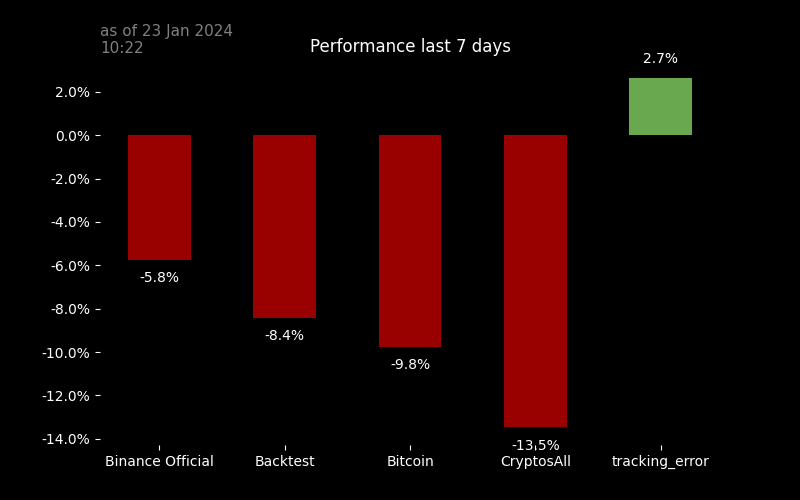 as of 23 Jan 2024
10:22
Performance last 7 days
2.7%
2.0%
0.0%
-2.0%
-4.0%
-6.0%
-8.0%
-10.0%
-12.0%
-14.0%
-5.8%
-8.4%
-9.8%
-13.5%
Binance Official
Backtest
Bitcoin
CryptosAll
tracking_error